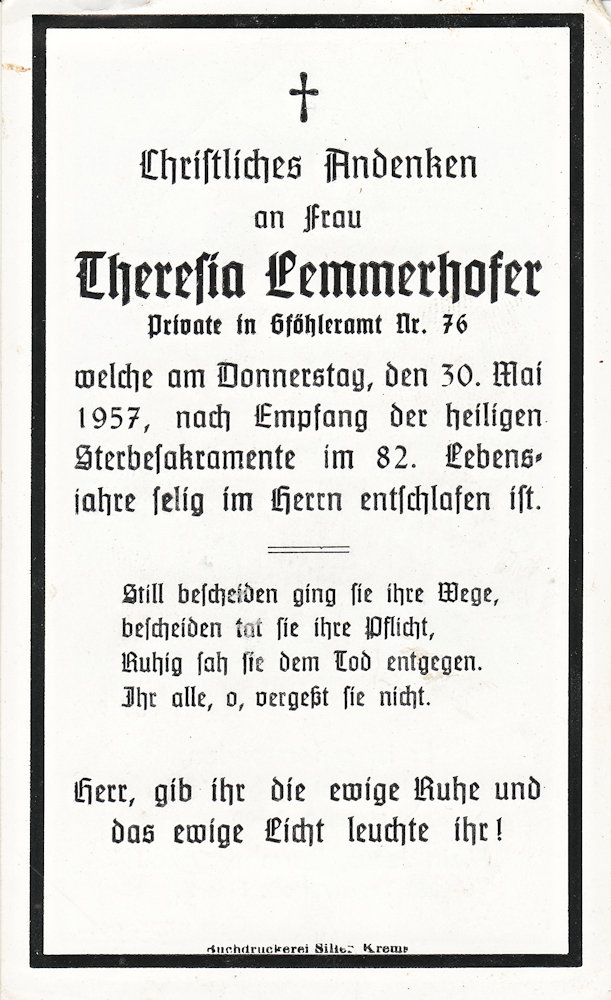 Christliches Andenken
an Frau
Theresia Lemmerhofer
Private in Gföhleramt Nr. 76
welche am Donnerstag, den 30. Mai
1957, nach Empfang der heiligen
Sterbesakramente im 82. Lebens-
jahre selig im Herrn entschlafen ist.
Still bescheiden ging sie ihre Wege,
bescheiden tat sie ihre Pflicht,
Ruhig sah sie dem Tod entgegen.
Ihr alle, o, vergeßt sie nicht.
Herr, gib ihr die ewige Ruhe und
das ewige Licht leuchte ihr!
Buchdruckerei Krems